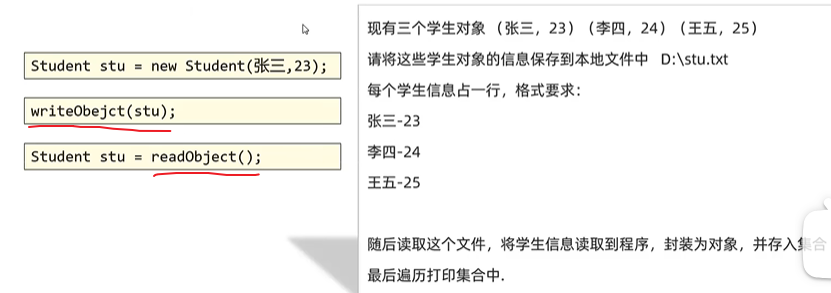 Student stu = new Student(张三,23);
writeObejct(stu);
Student stu = readObject();
现有三个学生对象 （张三，23）（李四，24）（王五，25）
请将这些学生对象的信息保存到本地文件中 D:\stu.txt
每个学生信息占一行，格式要求：
张三-23
李四-24
王五-25
随后读取这个文件，将学生信息读取到程序，封装为对象，并存入集合
最后遍历打印集合中.